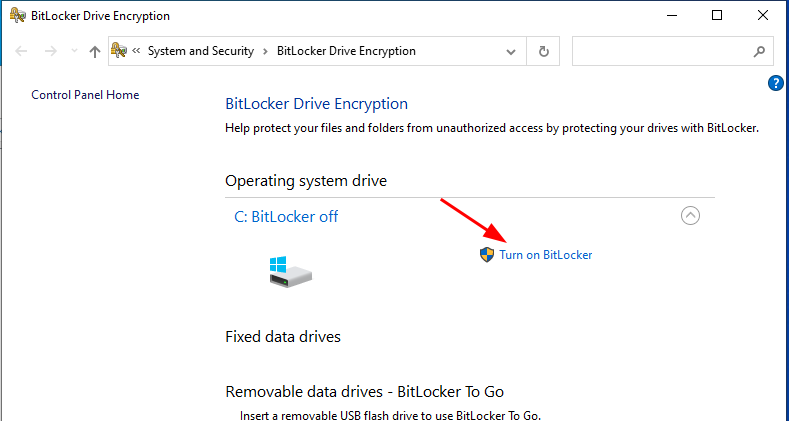 BitLocker Drive Encryption
System and Security
BitLocker Drive Encryption
?
Control Panel Home
BitLocker Drive Encryption
Help protect your files and folders from unauthorized access by protecting your drives with BitLocker.
Operating system drive
C: BitLocker off
Turn on BitLocker
Fixed data drives
Removable data drives - BitLocker To Go
Insert a removable USB flash drive to use BitLocker To Go.